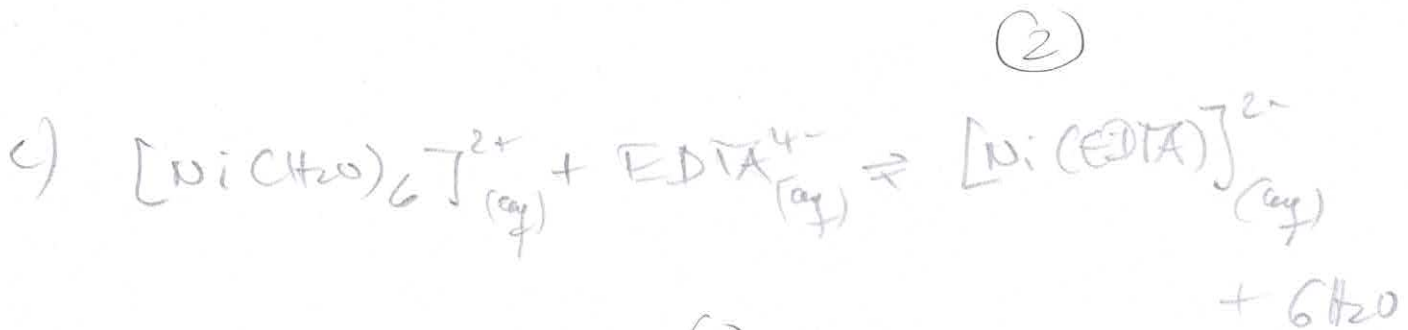 ②
c) [Ni(H₂O)₆]²⁺(aq) + EDTA⁴⁻(aq) ⇌ [Ni(EDTA)]²⁻(aq)
+ 6H₂O